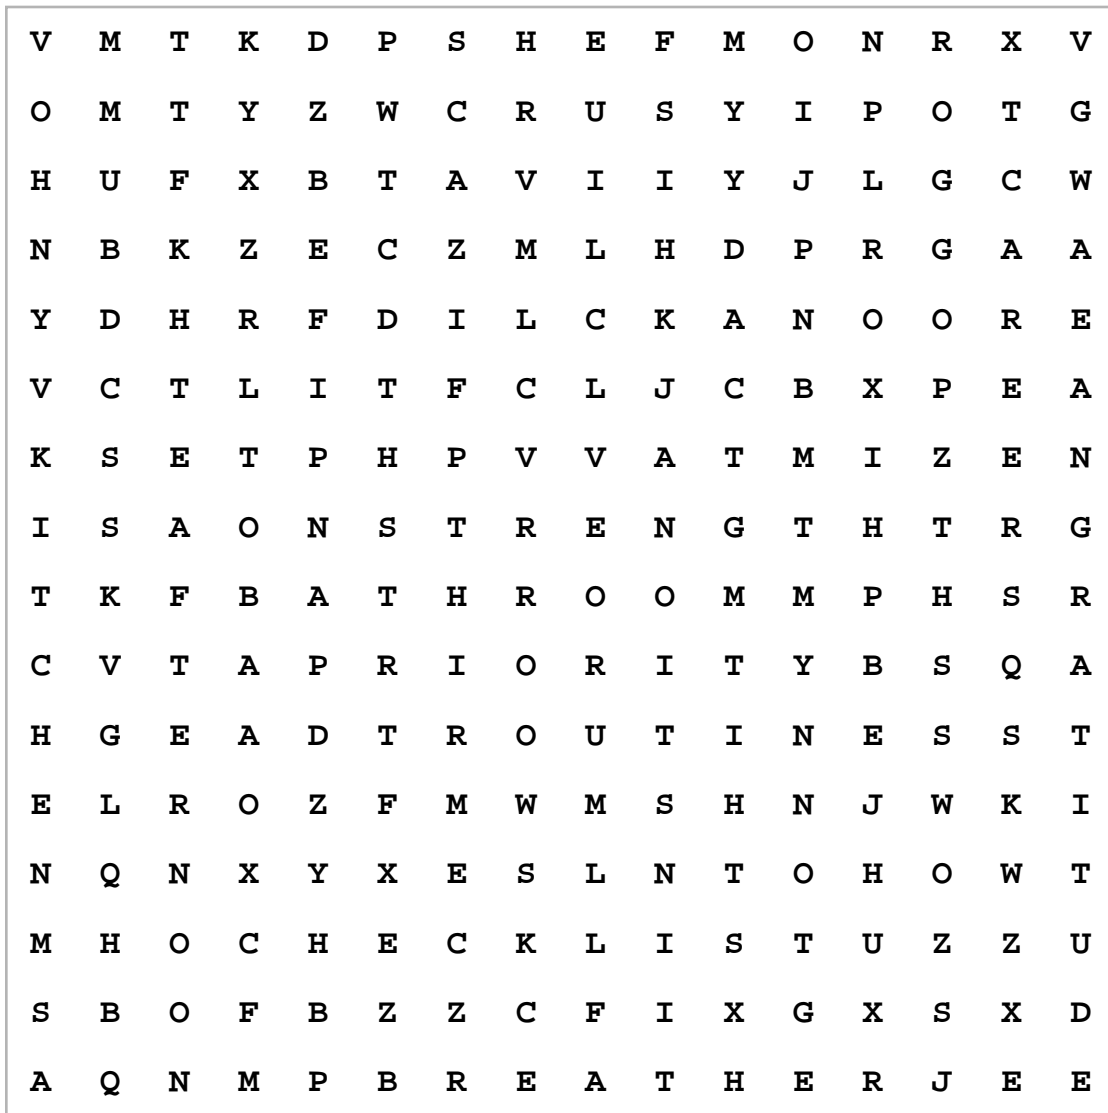 V M T K D P S H E F M O N R X V
O M T Y Z W C R U S Y I P O T G
H U F X B T A V I I Y J L G C W
N B K Z E C Z M L H D P R G A A
Y D H R F D I L C K A N O O R E
V C T L I T F C L J C B X P E A
K S E T P H P V V A T M I Z E N
I S A O N S T R E N G T H T R G
T K F B A T H R O O M M P H S R
C V T A P R I O R I T Y B S Q A
H G E A D T R O U T I N E S S T
E L R O Z F M W M S H N J W K I
N Q N X Y X E S L N T O H O W T
M H O C H E C K L I S T U Z Z U
S B O F B Z Z C F I X G X S X D
A Q N M P B R E A T H E R J E E